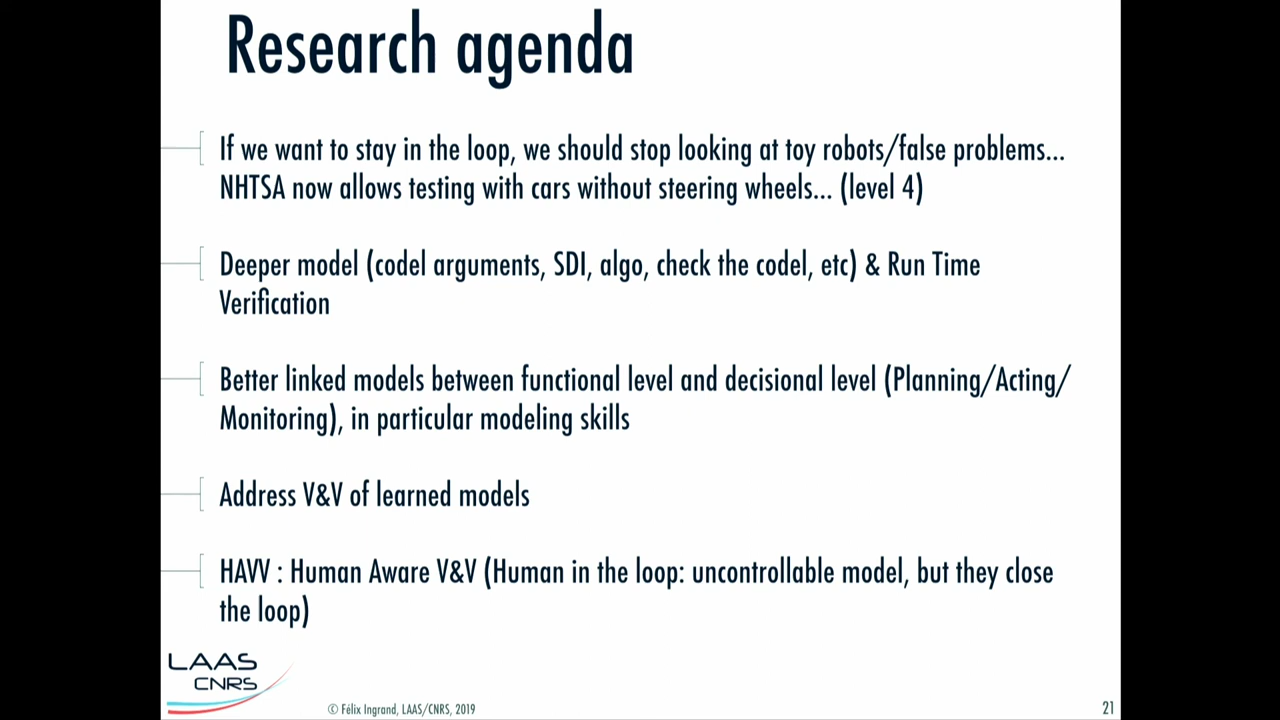 Research agenda
If we want to stay in the loop, we should stop looking at toy robots/false problems...
NHTSA now allows testing with cars without steering wheels... (level 4)
Deeper model (codel arguments, SDI, algo, check the codel, etc) & Run Time
Verification
Better linked models between functional level and decisional level (Planning/Acting/
Monitoring), in particular modeling skills
Address V&V of learned models
HAVV : Human Aware V&V (Human in the loop: uncontrollable model, but they close
the loop)
LAAS
CNRS
© Félix Ingrand, LAAS/CNRS, 2019
21